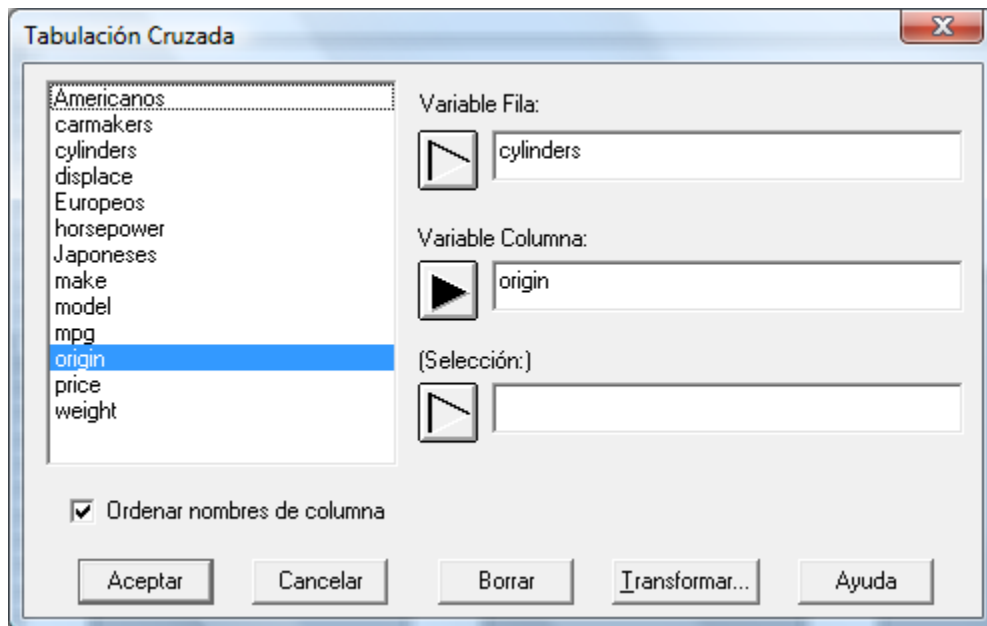 Tabulación Cruzada
Americanos
carmakers
cylinders
displace
Europeos
horsepower
Japoneses
make
model
mpg
origin
price
weight
Variable Fila:
cylinders
Variable Columna:
origin
(Selección:)
Ordenar nombres de columna
Aceptar
Cancelar
Borrar
Transformar...
Ayuda